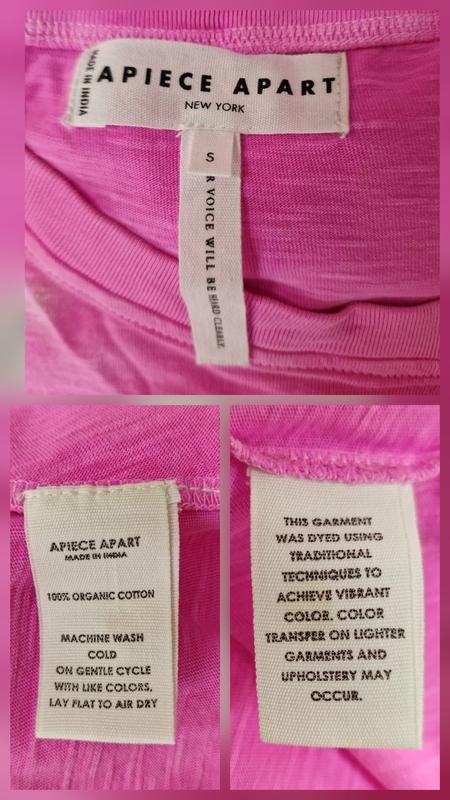 MADE IN INDIA
APIECE APART
NEW YORK
S
R VOICE WILL BE HEARD CLEARLY.
APIECE APART
MADE IN INDIA
100% ORGANIC COTTON
MACHINE WASH
COLD
ON GENTLE CYCLE
WITH LIKE COLORS,
LAY FLAT TO AIR DRY
THIS GARMENT
WAS DYED USING
TRADITIONAL
TECHNIQUES TO
ACHIEVE VIBRANT
COLOR. COLOR
TRANSFER ON LIGHTER
GARMENTS AND
UPHOLSTERY MAY
OCCUR.